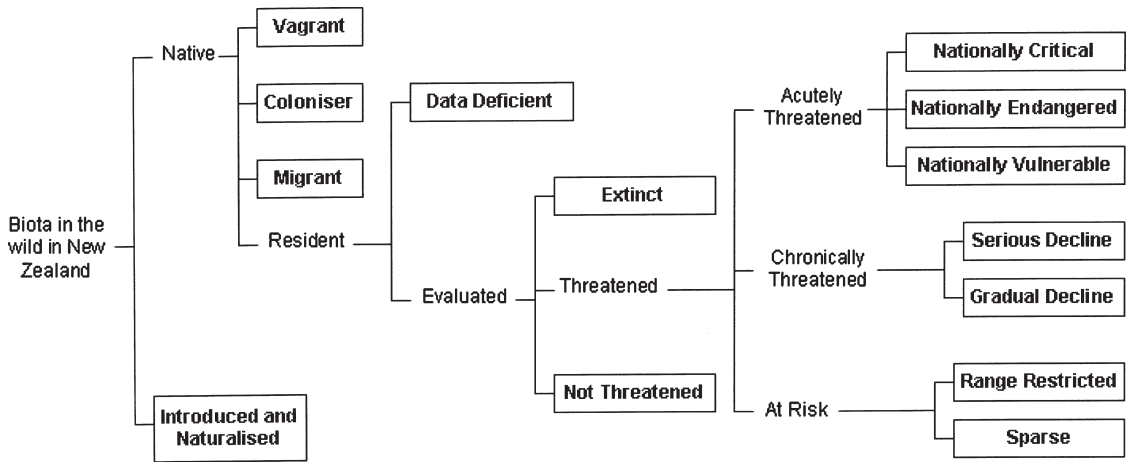 Biota in the
wild in New
Zealand
Native
Vagrant
Coloniser
Migrant
Resident
Introduced and
Naturalised
Data Deficient
Evaluated
Extinct
Threatened
Not Threatened
Acutely
Threatened
Nationally Critical
Nationally Endangered
Nationally Vulnerable
Chronically
Threatened
Serious Decline
Gradual Decline
At Risk
Range Restricted
Sparse